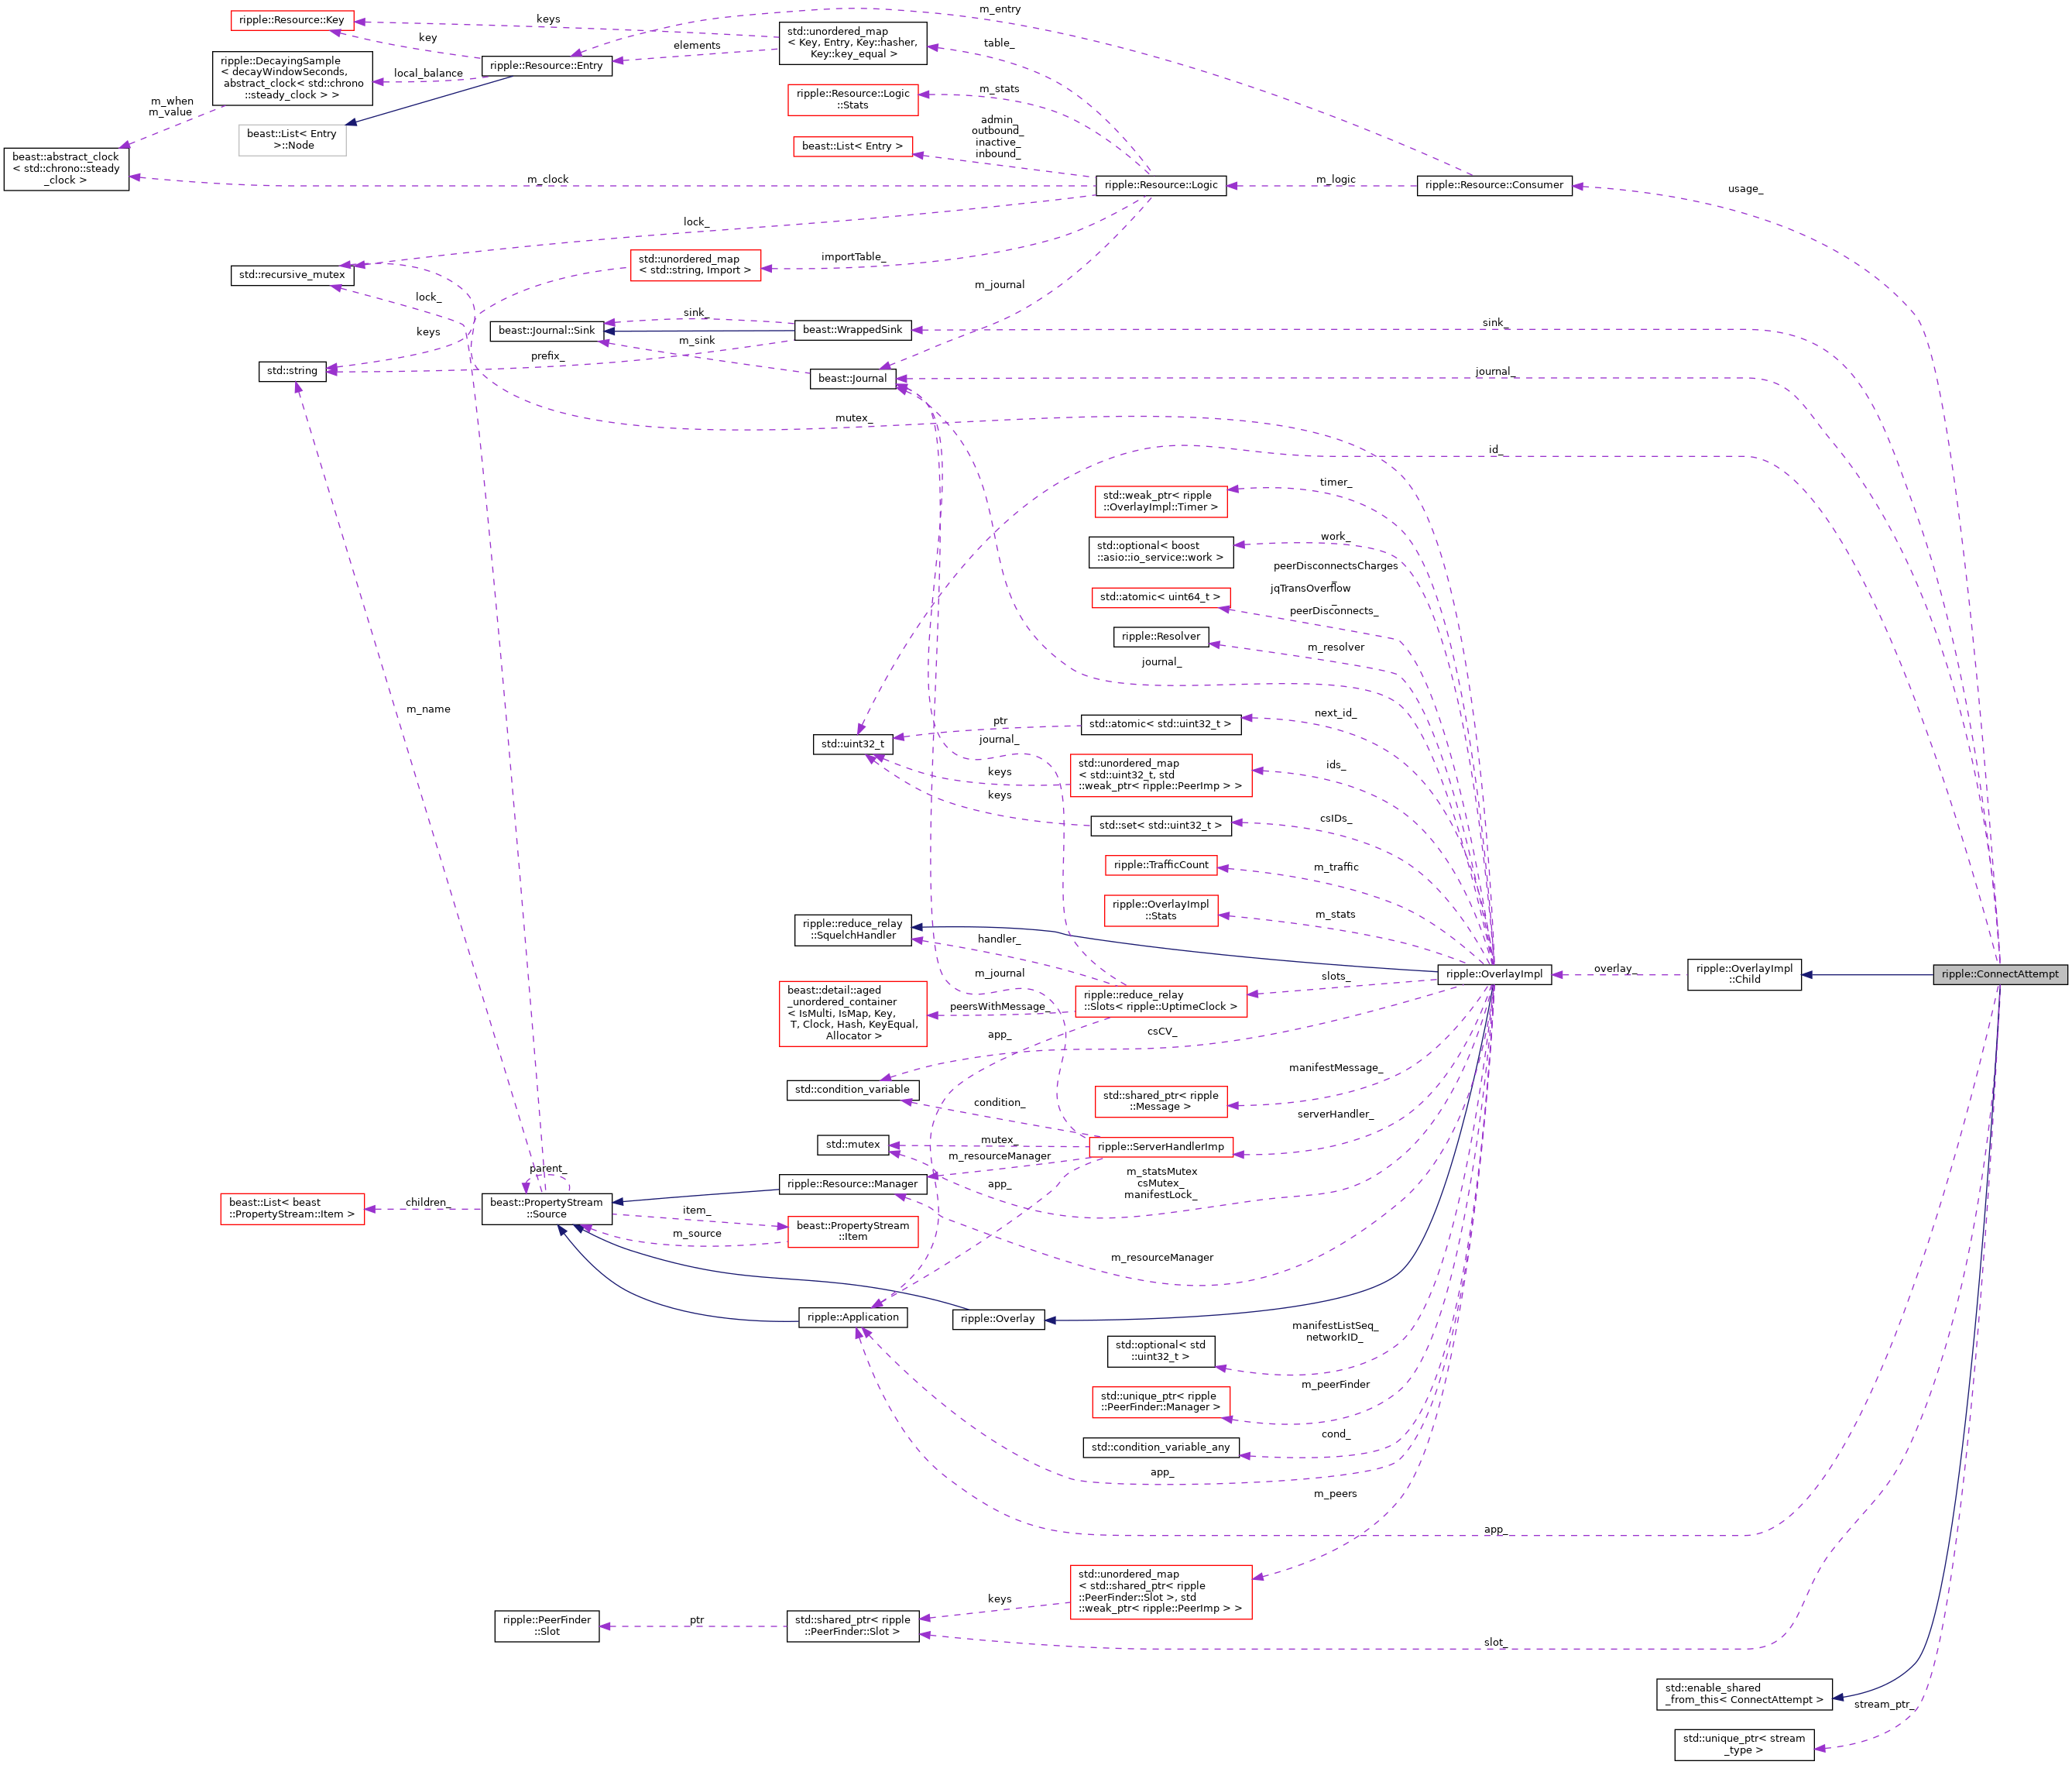 ripple::Resource::Key
keys
m_entry
key
std::unordered_map
< Key, Entry, Key::hasher,
Key::key_equal >
elements
table_
ripple::Resource::Entry
ripple::DecayingSample
< decayWindowSeconds,
abstract_clock< std::chrono
::steady_clock > >
local_balance
m_when
m_value
ripple::Resource::Logic
::Stats
m_stats
beast::List< Entry
>::Node
admin_
outbound_
inactive_
inbound_
beast::List< Entry >
beast::abstract_clock
< std::chrono::steady
_clock >
m_clock
ripple::Resource::Logic
m_logic
ripple::Resource::Consumer
usage_
lock_
std::unordered_map
< std::string, Import >
importTable_
std::recursive_mutex
m_journal
lock_
keys
beast::Journal::Sink
sink_
beast::WrappedSink
sink_
m_sink
prefix_
std::string
beast::Journal
journal_
mutex_
id_
std::weak_ptr< ripple
::OverlayImpl::Timer >
timer_
std::optional< boost
::asio::io_service::work >
work_
peerDisconnectsCharges
_
jqTransOverflow
_
peerDisconnects_
std::atomic< uint64_t >
ripple::Resolver
m_resolver
journal_
m_name
std::uint32_t
ptr
std::atomic< std::uint32_t >
next_id_
journal_
keys
std::unordered_map
< std::uint32_t, std
::weak_ptr< ripple::PeerImp > >
ids_
keys
std::set< std::uint32_t >
csIDs_
ripple::TrafficCount
m_traffic
ripple::OverlayImpl
::Stats
m_stats
ripple::reduce_relay
::SquelchHandler
handler_
m_journal
ripple::reduce_relay
::Slots< ripple::UptimeClock >
slots_
ripple::OverlayImpl
overlay_
ripple::OverlayImpl
::Child
ripple::ConnectAttempt
beast::detail::aged
_unordered_container
< IsMulti, IsMap, Key,
T, Clock, Hash, KeyEqual,
Allocator >
peersWithMessage_
app_
csCV_
std::condition_variable
condition_
std::shared_ptr< ripple
::Message >
manifestMessage_
serverHandler_
std::mutex
mutex_
ripple::ServerHandlerImp
m_resourceManager
m_statsMutex
csMutex_
manifestLock_
parent_
beast::List< beast
::PropertyStream::Item >
children_
beast::PropertyStream
::Source
ripple::Resource::Manager
app_
item_
m_source
beast::PropertyStream
::Item
m_resourceManager
ripple::Application
ripple::Overlay
std::optional< std
::uint32_t >
manifestListSeq_
networkID_
std::unique_ptr< ripple
::PeerFinder::Manager >
m_peerFinder
std::condition_variable_any
cond_
app_
m_peers
app_
std::unordered_map
< std::shared_ptr< ripple
::PeerFinder::Slot >, std
::weak_ptr< ripple::PeerImp > >
keys
ripple::PeerFinder
::Slot
ptr
std::shared_ptr< ripple
::PeerFinder::Slot >
slot_
std::enable_shared
_from_this< ConnectAttempt >
stream_ptr_
std::unique_ptr< stream
_type >